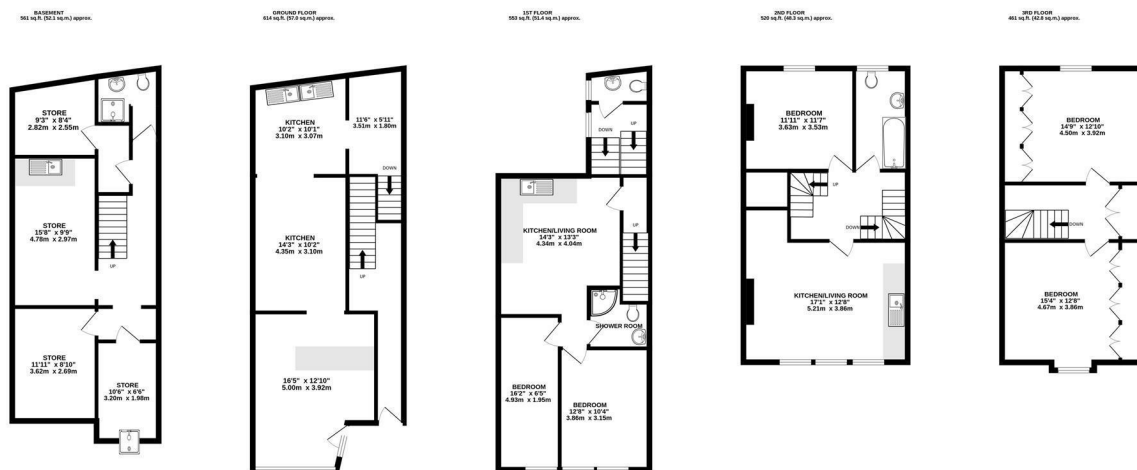 BASEMENT
561 sq.ft. (52.1 sq.m.) approx.
STORE
9'3" x 8'4"
2.82m x 2.55m
STORE
15'8" x 9'9"
4.78m x 2.97m
UP
STORE
11'11" x 8'10"
3.62m x 2.69m
STORE
10'6" x 6'6"
3.20m x 1.98m
GROUND FLOOR
614 sq.ft. (57.0 sq.m.) approx.
KITCHEN
10'2" x 10'1"
3.10m x 3.07m
11'6" x 5'11"
3.51m x 1.80m
DOWN
KITCHEN
14'3" x 10'2"
4.35m x 3.10m
UP
16'5" x 12'10"
5.00m x 3.92m
1ST FLOOR
553 sq.ft. (51.4 sq.m.) approx.
UP
DOWN
KITCHEN/LIVING ROOM
14'3" x 13'3"
4.34m x 4.04m
UP
SHOWER ROOM
BEDROOM
16'2" x 6'5"
4.93m x 1.95m
BEDROOM
12'8" x 10'4"
3.86m x 3.15m
2ND FLOOR
520 sq.ft. (48.3 sq.m.) approx.
BEDROOM
11'11" x 11'7"
3.63m x 3.53m
UP
DOWN
KITCHEN/LIVING ROOM
17'1" x 12'8"
5.21m x 3.86m
3RD FLOOR
461 sq.ft. (42.8 sq.m.) approx.
BEDROOM
14'9" x 12'10"
4.50m x 3.92m
DOWN
BEDROOM
15'4" x 12'8"
4.67m x 3.86m